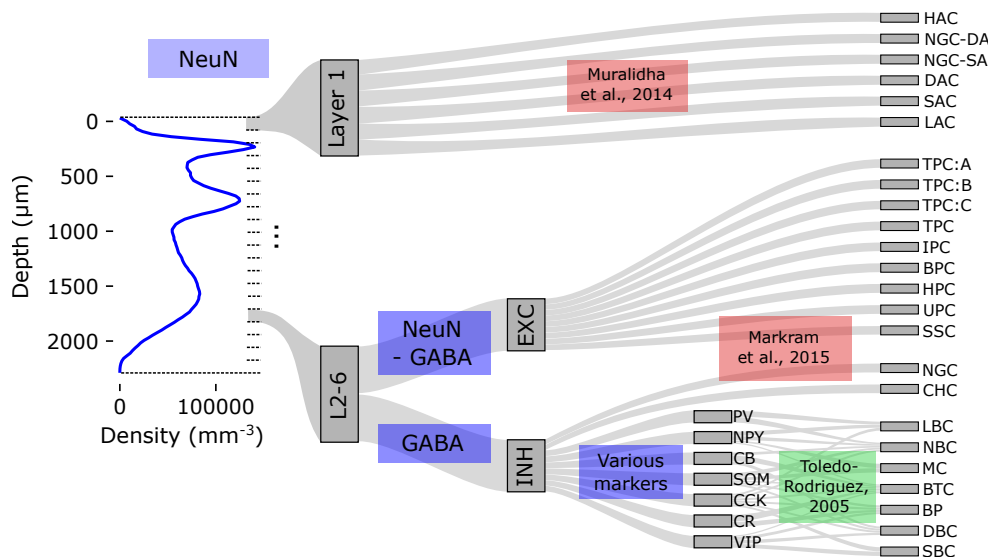 NeuN
0
500
1000
1500
2000
Depth (µm)
0
100000
Density (mm⁻³)
...
Layer 1
L2-6
NeuN
- GABA
GABA
EXC
INH
Muralidha
et al., 2014
Markram
et al., 2015
Various
markers
Toledo-
Rodriguez,
2005
PV
NPY
CB
SOM
CCK
CR
VIP
HAC
NGC-DA
NGC-SA
DAC
SAC
LAC
TPC:A
TPC:B
TPC:C
TPC
IPC
BPC
HPC
UPC
SSC
NGC
CHC
LBC
NBC
MC
BTC
BP
DBC
SBC